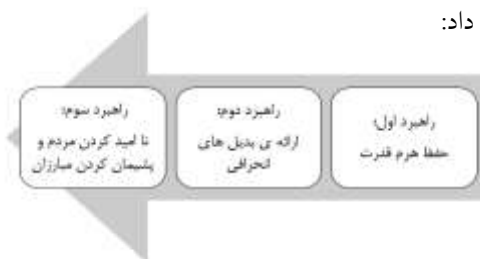 داد:
راهبرد اول:
حفظ هرم قدرت
راهبرد دوم:
ارائه ی بدیل های
انحرافی
راهبرد سوم:
نا امید کردن مردم و
پشیمان کردن مبارزان